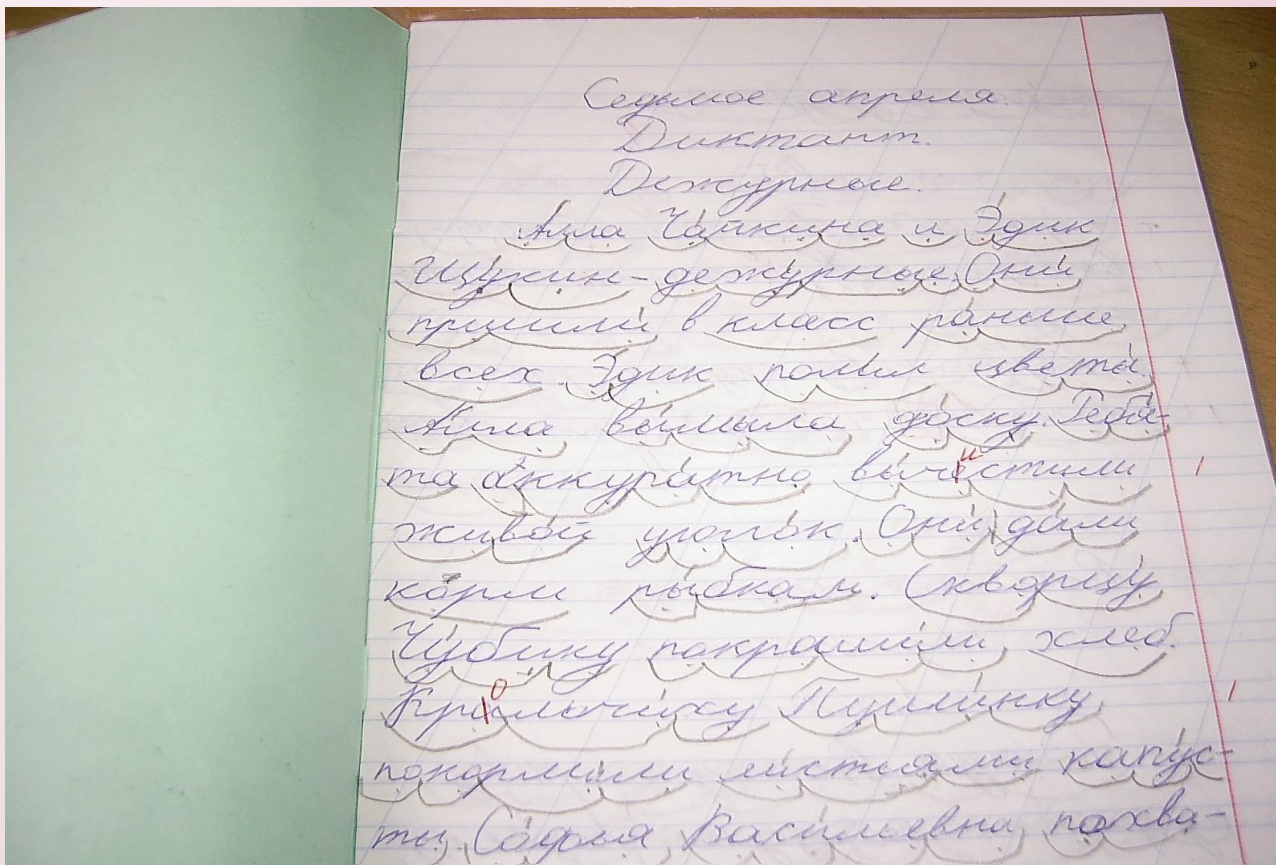 Седьмое апреля.
Диктант.
Дежурные.
Алла Чайкина и Эдик
Щукин - дежурные. Они
пришли в класс раньше
всех. Эдик полил цветы.
Алла вымыла доску. Ребя-
та аккуратно вычистили
живой уголок. Они дали
корм рыбкам. Скворцу
Чубику покрошили хлеб.
Крольчиху Пушинку
покормили листьями капус-
ты. Софья Васильевна похва-